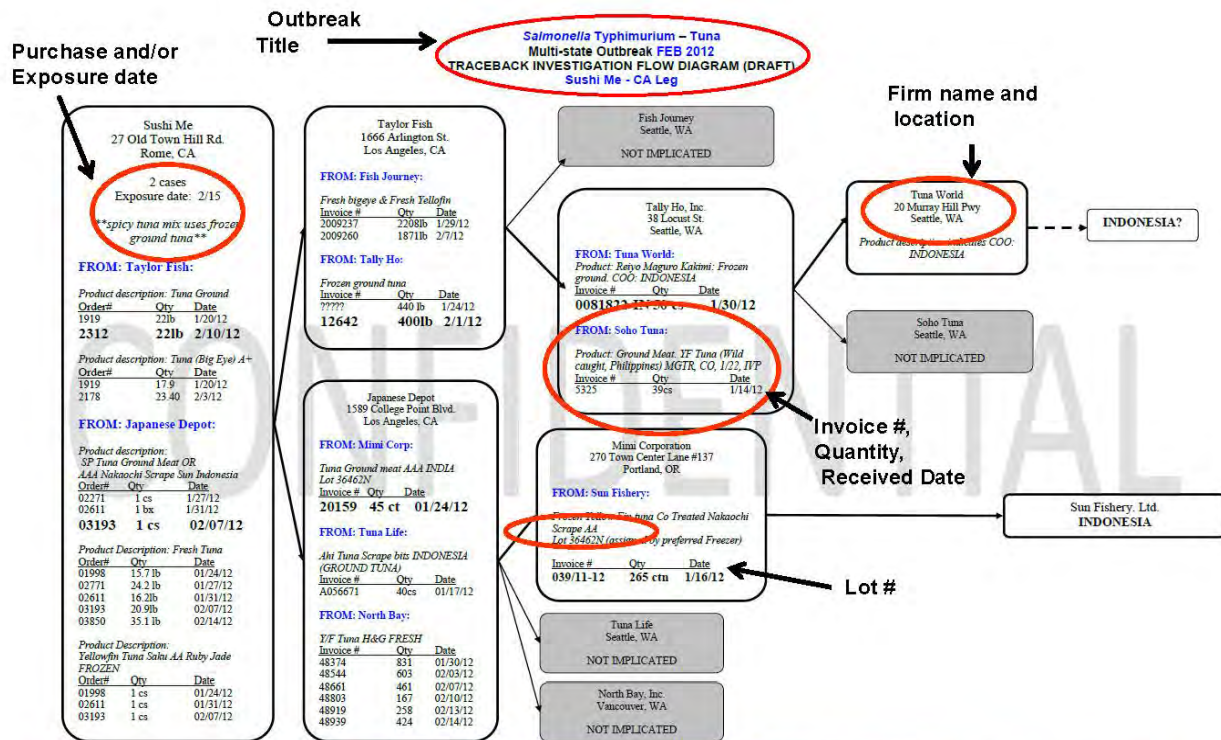 Outbreak
Title
Purchase and/or
Exposure date
Salmonella Typhimurium – Tuna
Multi-state Outbreak FEB 2012
TRACEBACK INVESTIGATION FLOW DIAGRAM (DRAFT)
Sushi Me - CA Leg
Firm name and
location
Sushi Me
27 Old Town Hill Rd.
Rome, CA
2 cases
Exposure date: 2/15
**spicy tuna mix uses frozen
ground tuna**
FROM: Taylor Fish:
Product description: Tuna Ground
Order# Qty Date
1919 22lb 1/20/12
2312 22lb 2/10/12
Product description: Tuna (Big Eye) A+
Order# Qty Date
1919 17.9 1/20/12
2178 23.40 2/3/12
FROM: Japanese Depot:
Product description:
SP Tuna Ground Meat OR
AAA Nakaochi Scrape Sun Indonesia
Order# Qty Date
02271 1 cs 1/27/12
02611 1 bx 1/31/12
03193 1 cs 02/07/12
Product Description: Fresh Tuna
Order# Qty Date
01998 15.7 lb 01/24/12
02771 24.2 lb 01/27/12
02611 16.2lb 01/31/12
03193 20.9lb 02/07/12
03850 35.1 lb 02/14/12
Product Description:
Yellowfin Tuna Saku AA Ruby Jade
FROZEN
Order# Qty Date
01998 1 cs 01/24/12
02611 1 cs 01/31/12
03193 1 cs 02/07/12
Taylor Fish
1666 Arlington St.
Los Angeles, CA
FROM: Fish Journey:
Fresh bigeye & Fresh Yellofin
Invoice # Qty Date
2009237 2208lb 1/29/12
2009260 1871lb 2/7/12
FROM: Tally Ho:
Frozen ground tuna
Invoice # Qty Date
????? 440 lb 1/24/12
12642 400lb 2/1/12
Japanese Depot
1589 College Point Blvd.
Los Angeles, CA
FROM: Mimi Corp:
Tuna Ground meat AAA INDIA
Lot 36462N
Invoice # Qty Date
20159 45 ct 01/24/12
FROM: Tuna Life:
Ahi Tuna Scrape bits INDONESIA
(GROUND TUNA)
Invoice # Qty Date
A056671 40cs 01/17/12
FROM: North Bay:
Y/F Tuna H&G FRESH
Invoice # Qty Date
48374 831 01/30/12
48544 603 02/03/12
48661 461 02/07/12
48803 167 02/10/12
48919 258 02/13/12
48939 424 02/14/12
Fish Journey
Seattle, WA
NOT IMPLICATED
Tally Ho, Inc.
38 Locust St.
Seattle, WA
FROM: Tuna World:
Product: Reiyo Maguro Kakimi: Frozen
ground. COO: INDONESIA
Invoice # Qty Date
0081822-IN 50 cs 1/30/12
FROM: Soho Tuna:
Product: Ground Meat. YF Tuna (Wild
caught, Philippines) MGTR, CO, 1/22, IVP
Invoice # Qty Date
5325 39cs 1/14/12
Mimi Corporation
270 Town Center Lane #137
Portland, OR
FROM: Sun Fishery:
Frozen Yellow Fin tuna Co Treated Nakaochi
Scrape AA
Lot 36462N (assigned by preferred Freezer)
Invoice # Qty Date
039/11-12 265 ctn 1/16/12
Tuna Life
Seattle, WA
NOT IMPLICATED
North Bay, Inc.
Vancouver, WA
NOT IMPLICATED
Tuna World
20 Murray Hill Pwy
Seattle, WA
Product description indicates COO:
INDONESIA
INDONESIA?
Soho Tuna
Seattle, WA
NOT IMPLICATED
Invoice #,
Quantity,
Received Date
Sun Fishery, Ltd.
INDONESIA
Lot #
CONFIDENTIAL